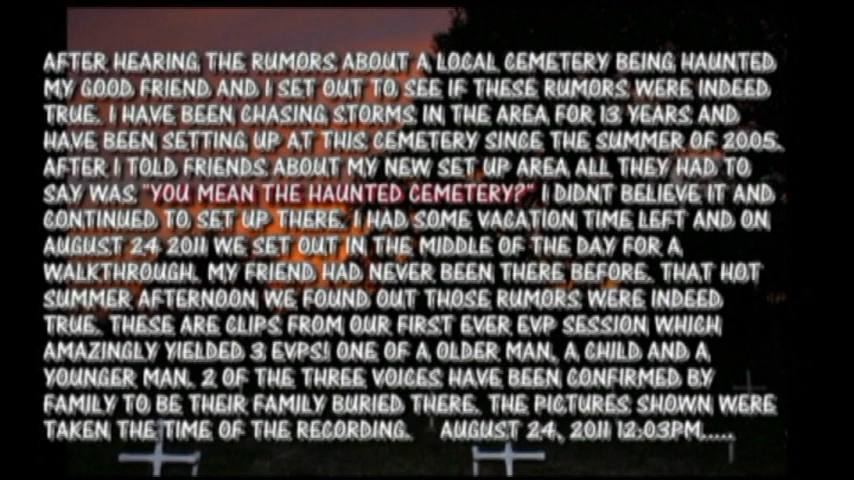 AFTER HEARING THE RUMORS ABOUT A LOCAL CEMETERY BEING HAUNTED
MY GOOD FRIEND AND I SET OUT TO SEE IF THESE RUMORS WERE INDEED
TRUE. I HAVE BEEN CHASING STORMS IN THE AREA FOR 13 YEARS AND
HAVE BEEN SETTING UP AT THIS CEMETERY SINCE THE SUMMER OF 2005.
AFTER I TOLD FRIENDS ABOUT MY NEW SET UP AREA ALL THEY HAD TO
SAY WAS "YOU MEAN THE HAUNTED CEMETERY?" I DIDNT BELIEVE IT AND
CONTINUED TO SET UP THERE. I HAD SOME VACATION TIME LEFT AND ON
AUGUST 24 2011 WE SET OUT IN THE MIDDLE OF THE DAY FOR A
WALKTHROUGH. MY FRIEND HAD NEVER BEEN THERE BEFORE. THAT HOT
SUMMER AFTERNOON WE FOUND OUT THOSE RUMORS WERE INDEED
TRUE. THESE ARE CLIPS FROM OUR FIRST EVER EVP SESSION WHICH
AMAZINGLY YIELDED 3 EVPS! ONE OF A OLDER MAN, A CHILD AND A
YOUNGER MAN. 2 OF THE THREE VOICES HAVE BEEN CONFIRMED BY
FAMILY TO BE THEIR FAMILY BURIED THERE. THE PICTURES SHOWN WERE
TAKEN THE TIME OF THE RECORDING. AUGUST 24, 2011 12:03PM.....